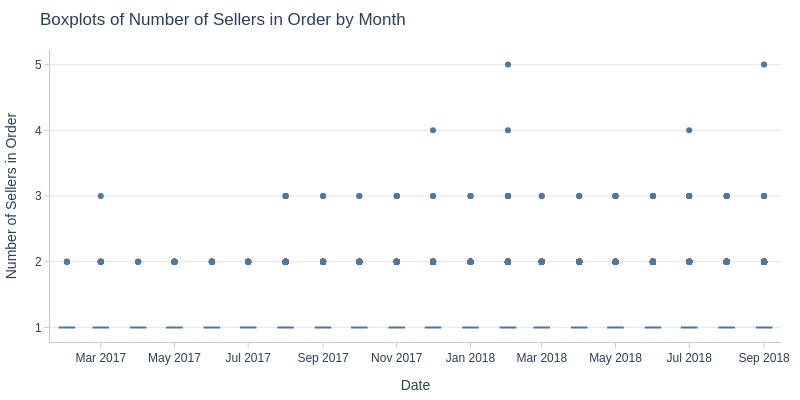 Boxplots of Number of Sellers in Order by Month
Number of Sellers in Order
5
4
3
2
1
Mar 2017 May 2017 Jul 2017 Sep 2017 Nov 2017 Jan 2018 Mar 2018 May 2018 Jul 2018 Sep 2018
Date